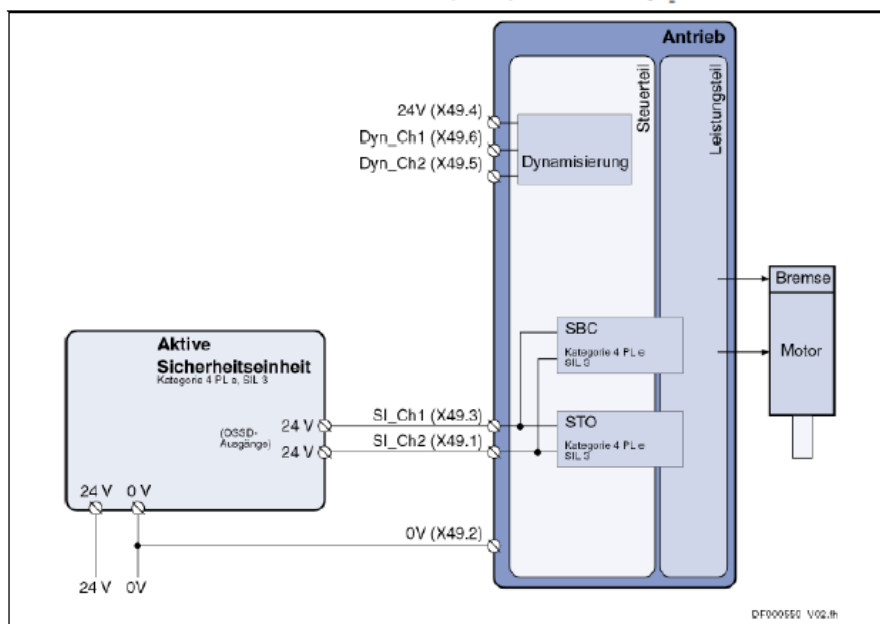 Antrieb
Steuerteil
Leistungsteil
24V (X49.4)
Dyn_Ch1 (X49.6)
Dyn_Ch2 (X49.5)
Dynamisierung
Bremse
Motor
SBC
Kategorie 4 PL e
SIL 3
Aktive
Sicherheitseinheit
Kategorie 4 PL e, SIL 3
(OSSD-
Ausgänge)
24 V
24 V
SI_Ch1 (X49.3)
SI_Ch2 (X49.1)
STO
Kategorie 4 PL e
SIL 3
24 V
0 V
0V (X49.2)
24 V
0V
DF000550_V02.fh